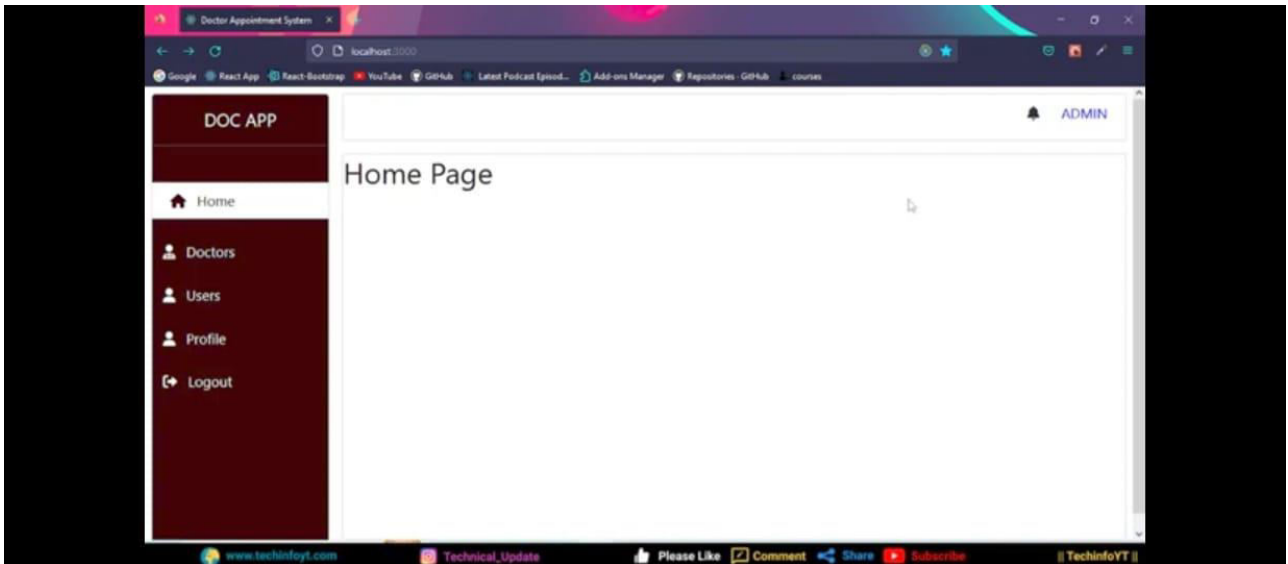 Doctor Appointment System
localhost:3000
Google React App React-Bootstrap YouTube GitHub Latest Podcast Episod... Add-ons Manager Repositories · GitHub courses
DOC APP
ADMIN
Home Page
Home
Doctors
Users
Profile
Logout
www.techinfoyt.com Technical_Update Please Like Comment Share Subscribe || TechinfoYT ||